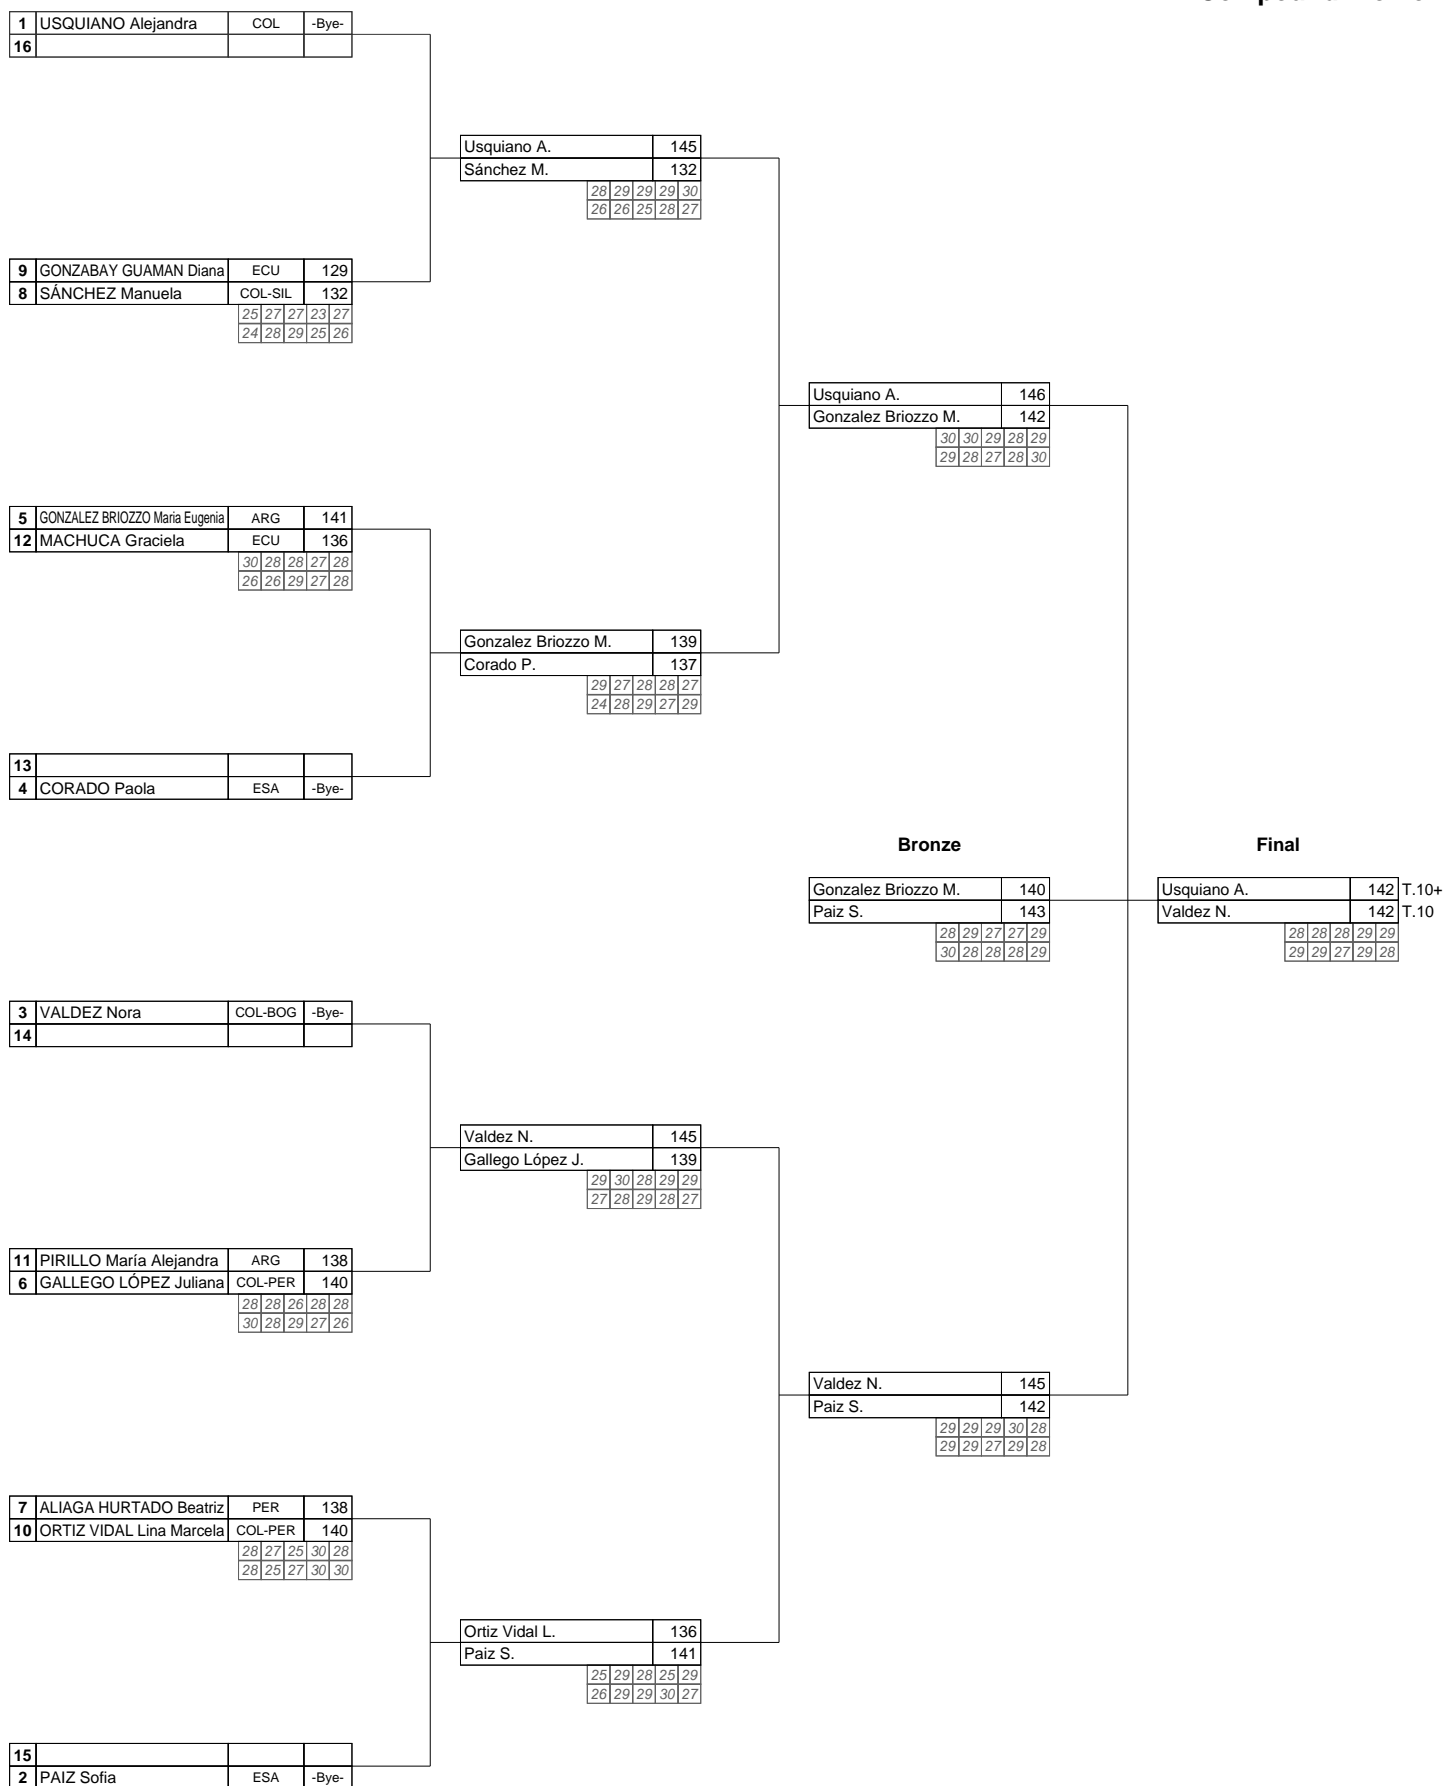 1 USQUIANO Alejandra COL -Bye-
16
Usquiano A. 145
Sánchez M. 132
28 29 29 29 30
26 26 25 28 27
9 GONZABAY GUAMAN Diana ECU 129
8 SÁNCHEZ Manuela COL-SIL 132
25 27 27 23 27
24 28 29 25 26
Usquiano A. 146
Gonzalez Briozzo M. 142
30 30 29 28 29
29 28 27 28 30
5 GONZALEZ BRIOZZO Maria Eugenia ARG 141
12 MACHUCA Graciela ECU 136
30 28 28 27 28
26 26 29 27 28
Gonzalez Briozzo M. 139
Corado P. 137
29 27 28 28 27
24 28 29 27 29
13
4 CORADO Paola ESA -Bye-
Bronze Final
Gonzalez Briozzo M. 140 Usquiano A. 142 T.10+
Paiz S. 143 Valdez N. 142 T.10
28 29 27 27 29 28 28 28 29 29
30 28 28 28 29 29 29 27 29 28
3 VALDEZ Nora COL-BOG -Bye-
14
Valdez N. 145
Gallego López J. 139
29 30 28 29 29
27 28 29 28 27
11 PIRILLO María Alejandra ARG 138
6 GALLEGO LÓPEZ Juliana COL-PER 140
28 28 26 28 28
30 28 29 27 26
Valdez N. 145
Paiz S. 142
29 29 29 30 28
29 29 27 29 28
7 ALIAGA HURTADO Beatriz PER 138
10 ORTIZ VIDAL Lina Marcela COL-PER 140
28 27 25 30 28
28 25 27 30 30
Ortiz Vidal L. 136
Paiz S. 141
25 29 28 25 29
26 29 29 30 27
15
2 PAIZ Sofia ESA -Bye-